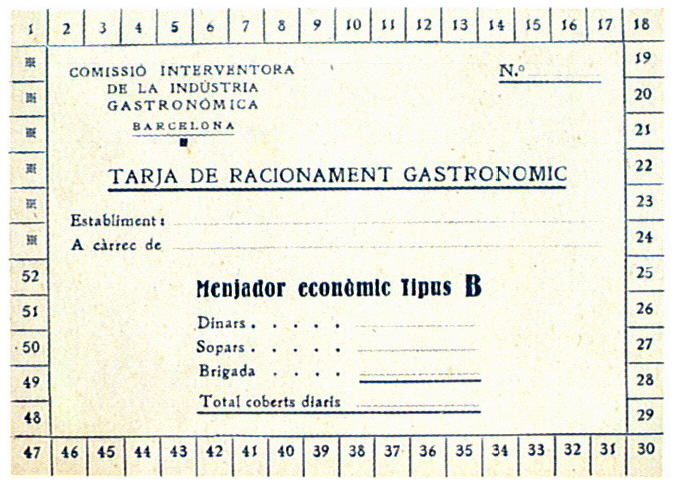 1 2 3 4 5 6 7 8 9 10 11 12 13 14 15 16 17 18
19
20
21
22
23
24
25
26
27
28
29
COMISSIÓ INTERVENTORA
DE LA INDÚSTRIA
GASTRONÒMICA
BARCELONA
N.º
TARJA DE RACIONAMENT GASTRONOMIC
Establiment:
A càrrec de
Menjador econòmic Tipus B
Dinars . . . . .
Sopars . . . . .
Brigada . . . .
Total coberts diaris
52
51
50
49
48
47 46 45 44 43 42 41 40 39 38 37 36 35 34 33 32 31 30